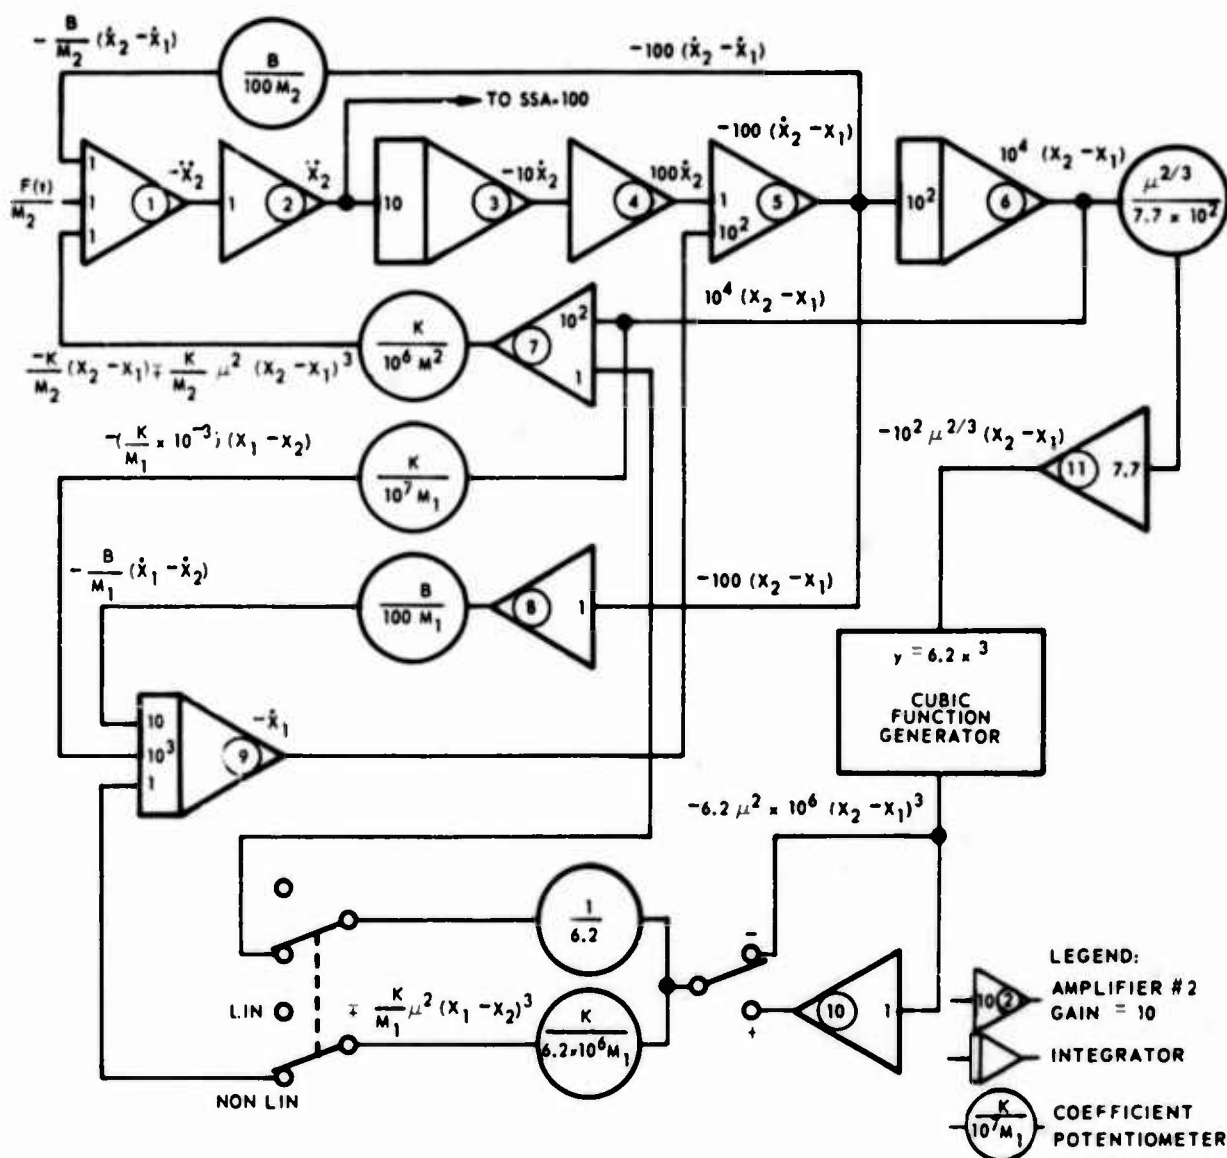 - B/M₂ (Ẋ₂ - Ẋ₁)
B / 100 M₂
-100 (Ẋ₂ - Ẋ₁)
TO SSA-100
-100 (Ẋ₂ - X₁)
10⁴ (X₂ - X₁)
F(t) / M₂
1
1
1
①
-Ẍ₂
1
②
Ẍ₂
10
③
-10Ẋ₂
④
100Ẋ₂
1
10²
⑤
10²
⑥
μ^2/3 / 7.7 × 10²
10⁴ (X₂ - X₁)
K / 10⁶ M²
⑦
10²
1
-K/M₂ (X₂ - X₁) ∓ K/M₂ μ² (X₂ - X₁)³
-(K/M₁ × 10⁻³) (X₁ - X₂)
K / 10⁷ M₁
-10² μ^2/3 (X₂ - X₁)
⑪ 7.7
- B/M₁ (Ẋ₁ - Ẋ₂)
B / 100 M₁
⑧ 1
-100 (X₂ - X₁)
y = 6.2 x³
CUBIC
FUNCTION
GENERATOR
10
10³
1
⑨
-Ẋ₁
-6.2 μ² × 10⁶ (X₂ - X₁)³
1 / 6.2
-
+
⑩ 1
LIN
∓ K/M₁ μ² (X₁ - X₂)³
K / 6.2×10⁶M₁
NON LIN
LEGEND:
10 ②
AMPLIFIER #2
GAIN = 10
INTEGRATOR
K / 10⁷M₁
COEFFICIENT
POTENTIOMETER